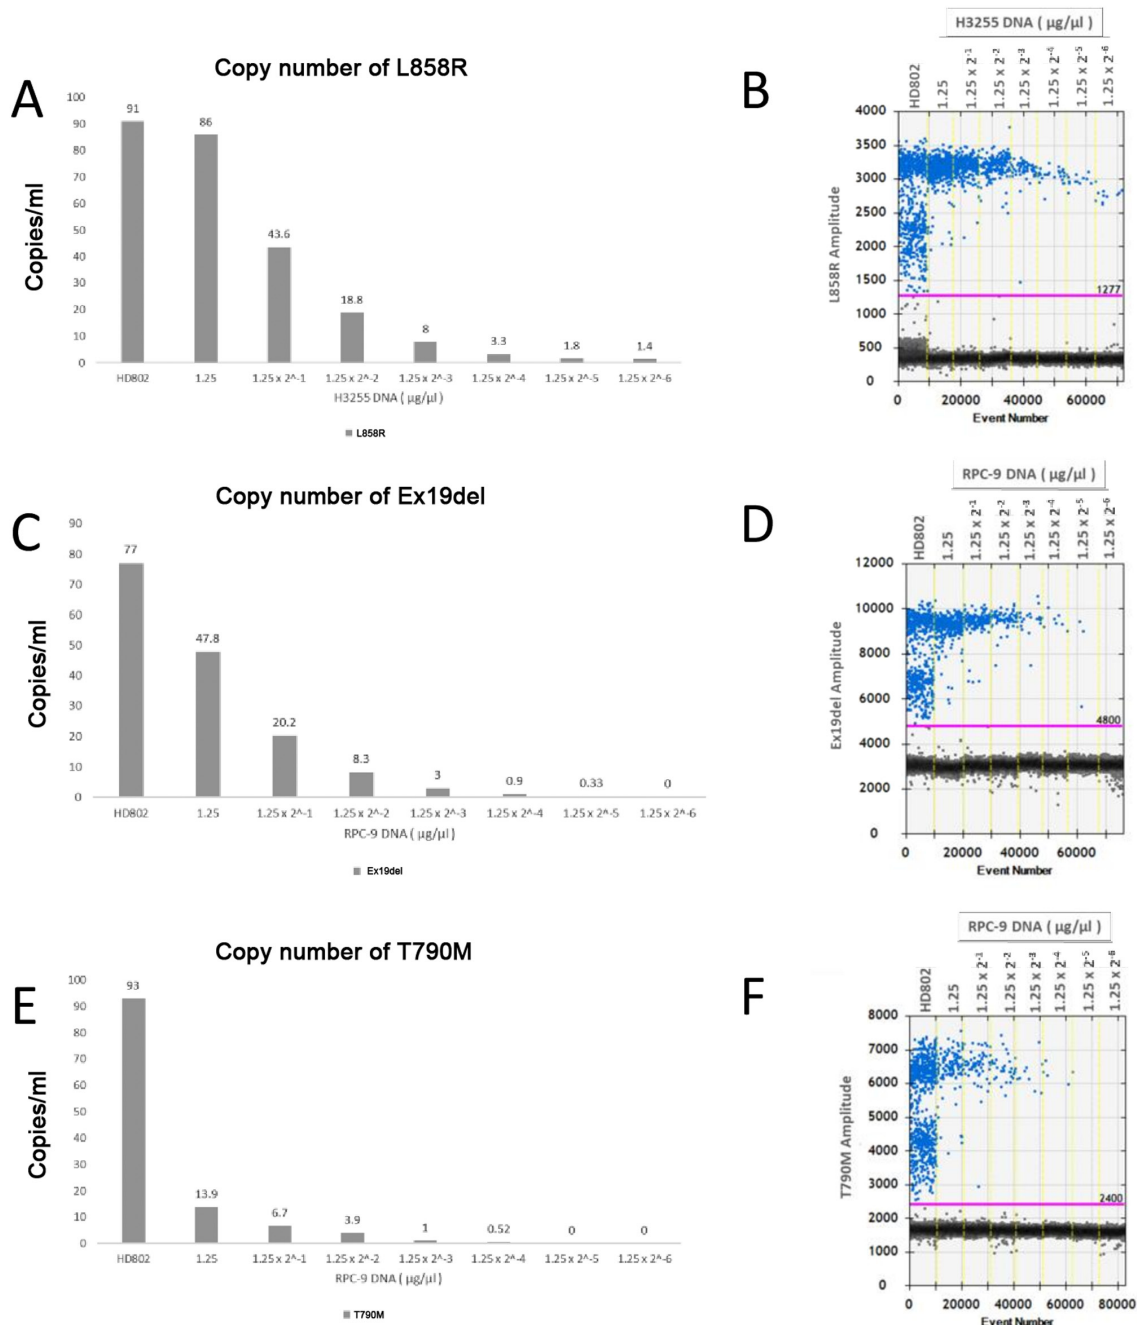 A
Copy number of L858R
Copies/ml
100
90
80
70
60
50
40
30
20
10
0
91
86
43.6
18.8
8
3.3
1.8
1.4
HD802 1.25 1.25 x 2^-1 1.25 x 2^-2 1.25 x 2^-3 1.25 x 2^-4 1.25 x 2^-5 1.25 x 2^-6
H3255 DNA ( µg/µl )
L858R
B
H3255 DNA ( µg/µl )
HD802 1.25 1.25 x 2-1 1.25 x 2-2 1.25 x 2-3 1.25 x 2-4 1.25 x 2-5 1.25 x 2-6
L858R Amplitude
4000
3500
3000
2500
2000
1500
1000
500
0
1277
0 20000 40000 60000
Event Number
C
Copy number of Ex19del
Copies/ml
90
80
70
60
50
40
30
20
10
0
77
47.8
20.2
8.3
3
0.9
0.33
0
HD802 1.25 1.25 x 2^-1 1.25 x 2^-2 1.25 x 2^-3 1.25 x 2^-4 1.25 x 2^-5 1.25 x 2^-6
RPC-9 DNA ( µg/µl )
Ex19del
D
RPC-9 DNA ( µg/µl )
HD802 1.25 1.25 x 2-1 1.25 x 2-2 1.25 x 2-3 1.25 x 2-4 1.25 x 2-5 1.25 x 2-6
Ex19del Amplitude
12000
10000
8000
6000
4000
2000
0
4800
0 20000 40000 60000
Event Number
E
Copy number of T790M
Copies/ml
100
90
80
70
60
50
40
30
20
10
0
93
13.9
6.7
3.9
1
0.52
0
0
HD802 1.25 1.25 x 2^-1 1.25 x 2^-2 1.25 x 2^-3 1.25 x 2^-4 1.25 x 2^-5 1.25 x 2^-6
RPC-9 DNA ( µg/µl )
T790M
F
RPC-9 DNA ( µg/µl )
HD802 1.25 1.25 x 2-1 1.25 x 2-2 1.25 x 2-3 1.25 x 2-4 1.25 x 2-5 1.25 x 2-6
T790M Amplitude
8000
7000
6000
5000
4000
3000
2000
1000
0
2400
0 20000 40000 60000 80000
Event Number